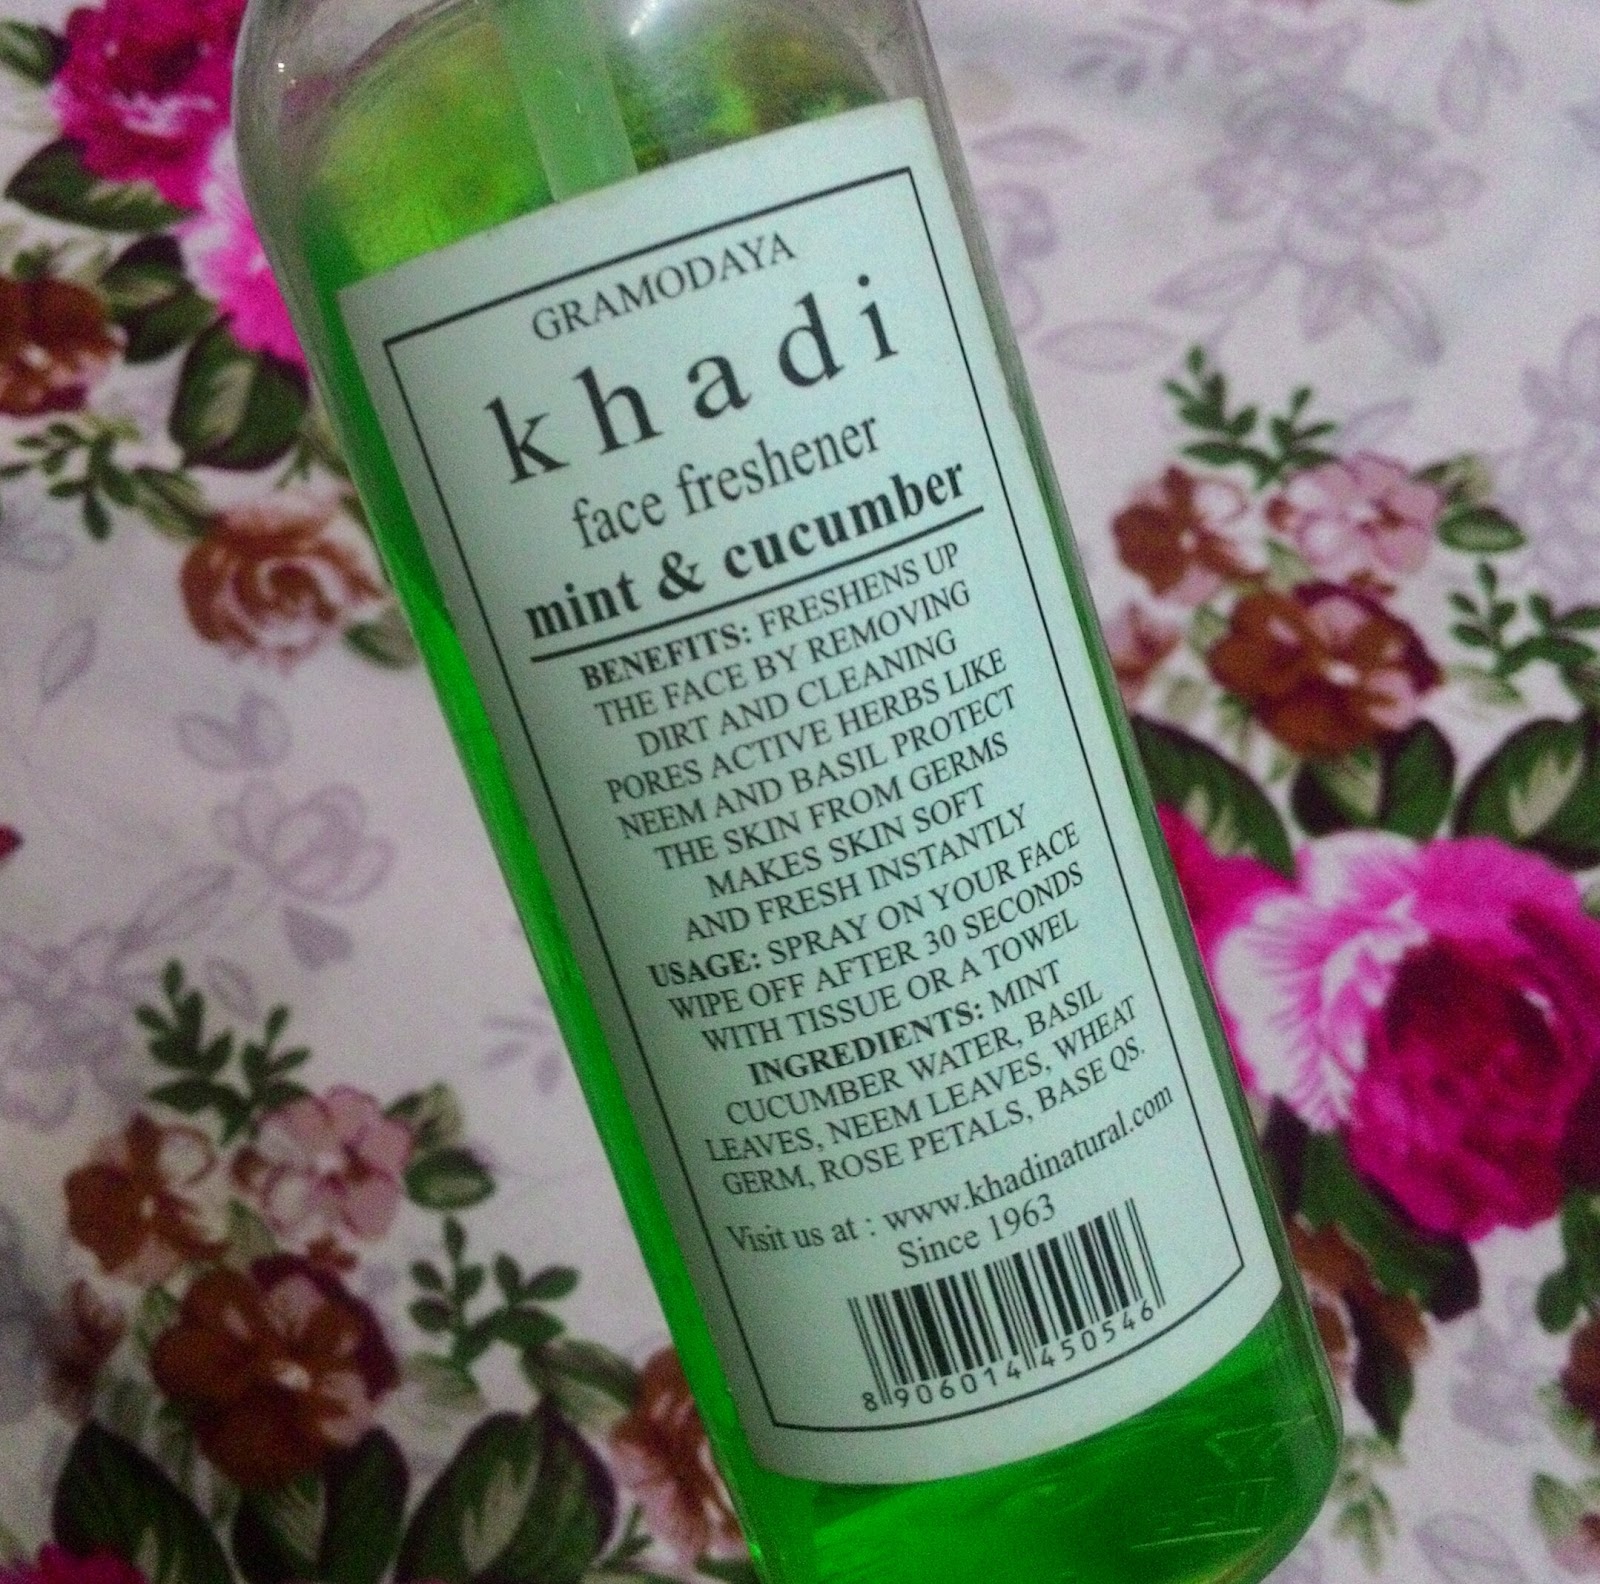 GRAMODAYA
khadi
face freshener
mint & cucumber
BENEFITS: FRESHENS UP
THE FACE BY REMOVING
DIRT AND CLEANING
PORES ACTIVE HERBS LIKE
NEEM AND BASIL PROTECT
THE SKIN FROM GERMS
MAKES SKIN SOFT
AND FRESH INSTANTLY
USAGE: SPRAY ON YOUR FACE
WIPE OFF AFTER 30 SECONDS
WITH TISSUE OR A TOWEL
INGREDIENTS: MINT
CUCUMBER WATER, BASIL
LEAVES, NEEM LEAVES, WHEAT
GERM, ROSE PETALS, BASE QS.
Visit us at : www.khadinatural.com
Since 1963
8 906014 450546